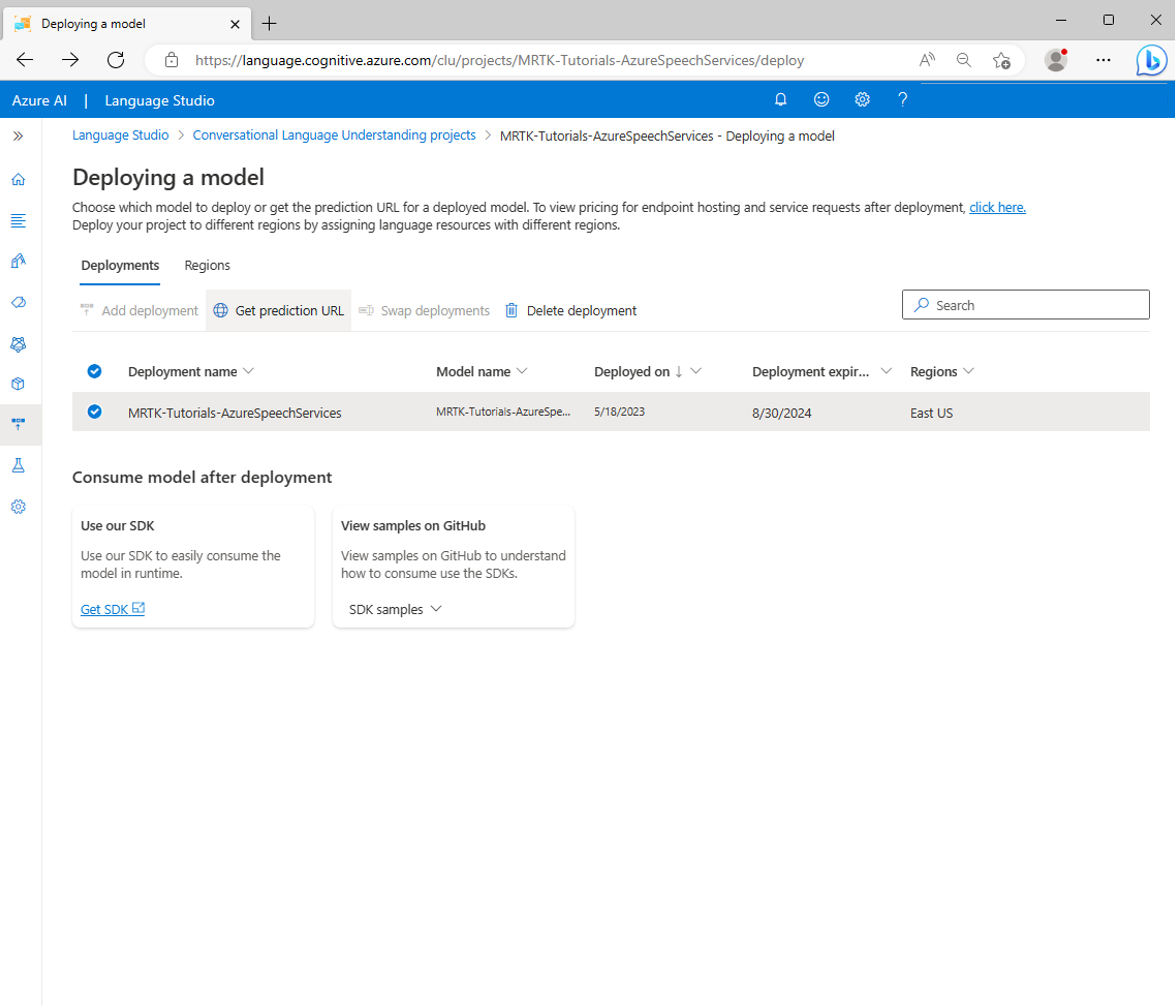 Deploying a model
https://language.cognitive.azure.com/clu/projects/MRTK-Tutorials-AzureSpeechServices/deploy
Azure AI | Language Studio
Language Studio > Conversational Language Understanding projects > MRTK-Tutorials-AzureSpeechServices - Deploying a model
Deploying a model
Choose which model to deploy or get the prediction URL for a deployed model. To view pricing for endpoint hosting and service requests after deployment, click here.
Deploy your project to different regions by assigning language resources with different regions.
Deployments Regions
Add deployment Get prediction URL Swap deployments Delete deployment Search
Deployment name Model name Deployed on ↓ Deployment expir... Regions
MRTK-Tutorials-AzureSpeechServices MRTK-Tutorials-AzureSpe... 5/18/2023 8/30/2024 East US
Consume model after deployment
Use our SDK
Use our SDK to easily consume the
model in runtime.
Get SDK
View samples on GitHub
View samples on GitHub to understand
how to consume use the SDKs.
SDK samples